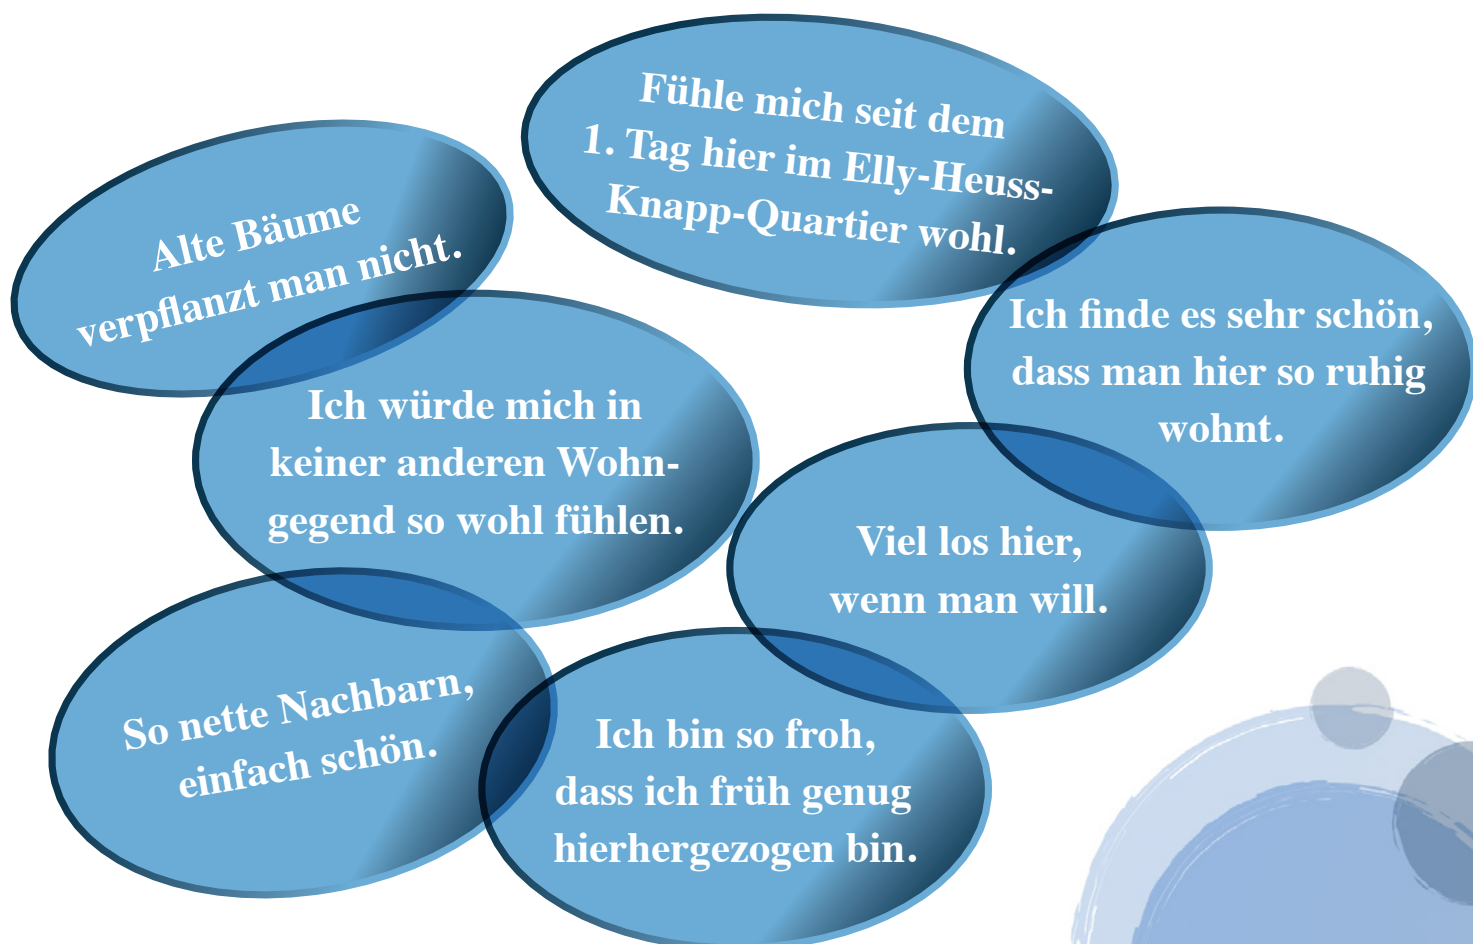 Fühle mich seit dem
1. Tag hier im Elly-Heuss-
Knapp-Quartier wohl.
Alte Bäume
verpflanzt man nicht.
Ich finde es sehr schön,
dass man hier so ruhig
wohnt.
Ich würde mich in
keiner anderen Wohn-
gegend so wohl fühlen.
Viel los hier,
wenn man will.
So nette Nachbarn,
einfach schön.
Ich bin so froh,
dass ich früh genug
hierhergezogen bin.